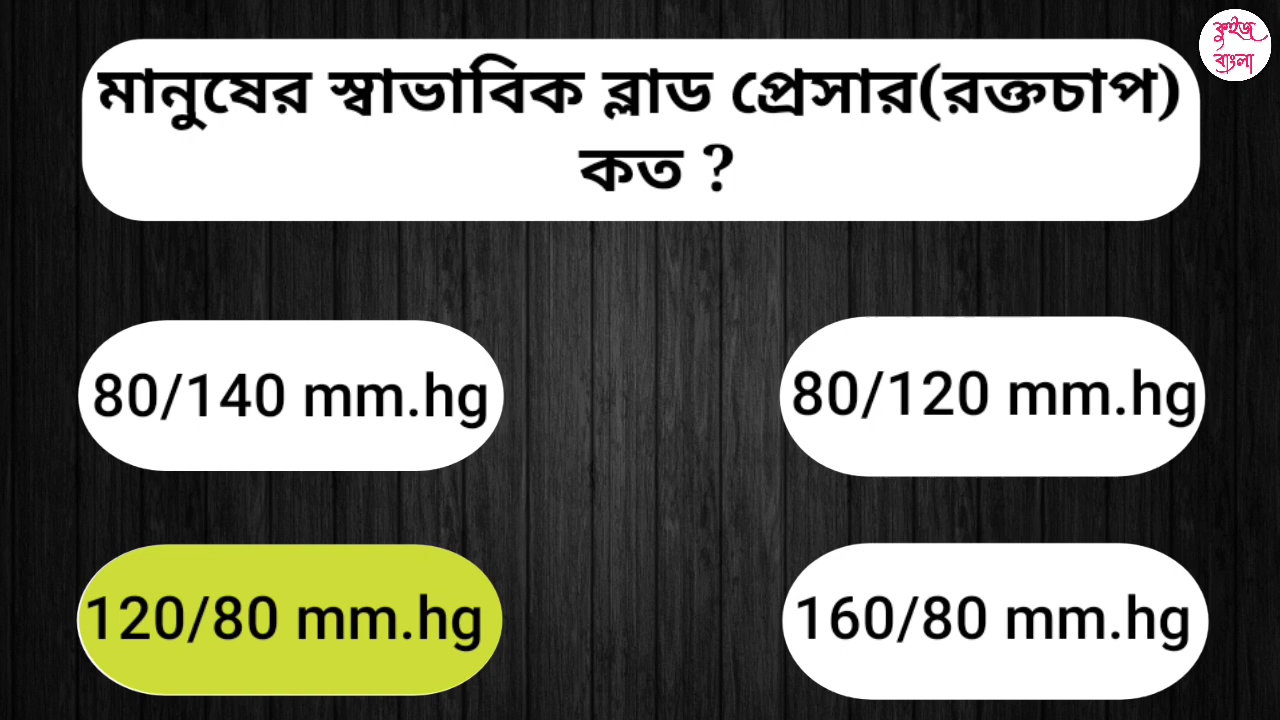 কুইজ
বাংলা
মানুষের স্বাভাবিক ব্লাড প্রেসার(রক্তচাপ)
কত ?
80/140 mm.hg
80/120 mm.hg
120/80 mm.hg
160/80 mm.hg